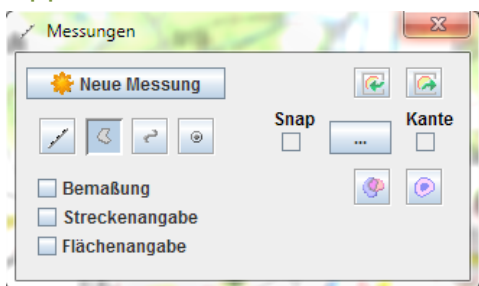 Messungen
Neue Messung
Snap
Kante
...
Bemaßung
Streckenangabe
Flächenangabe